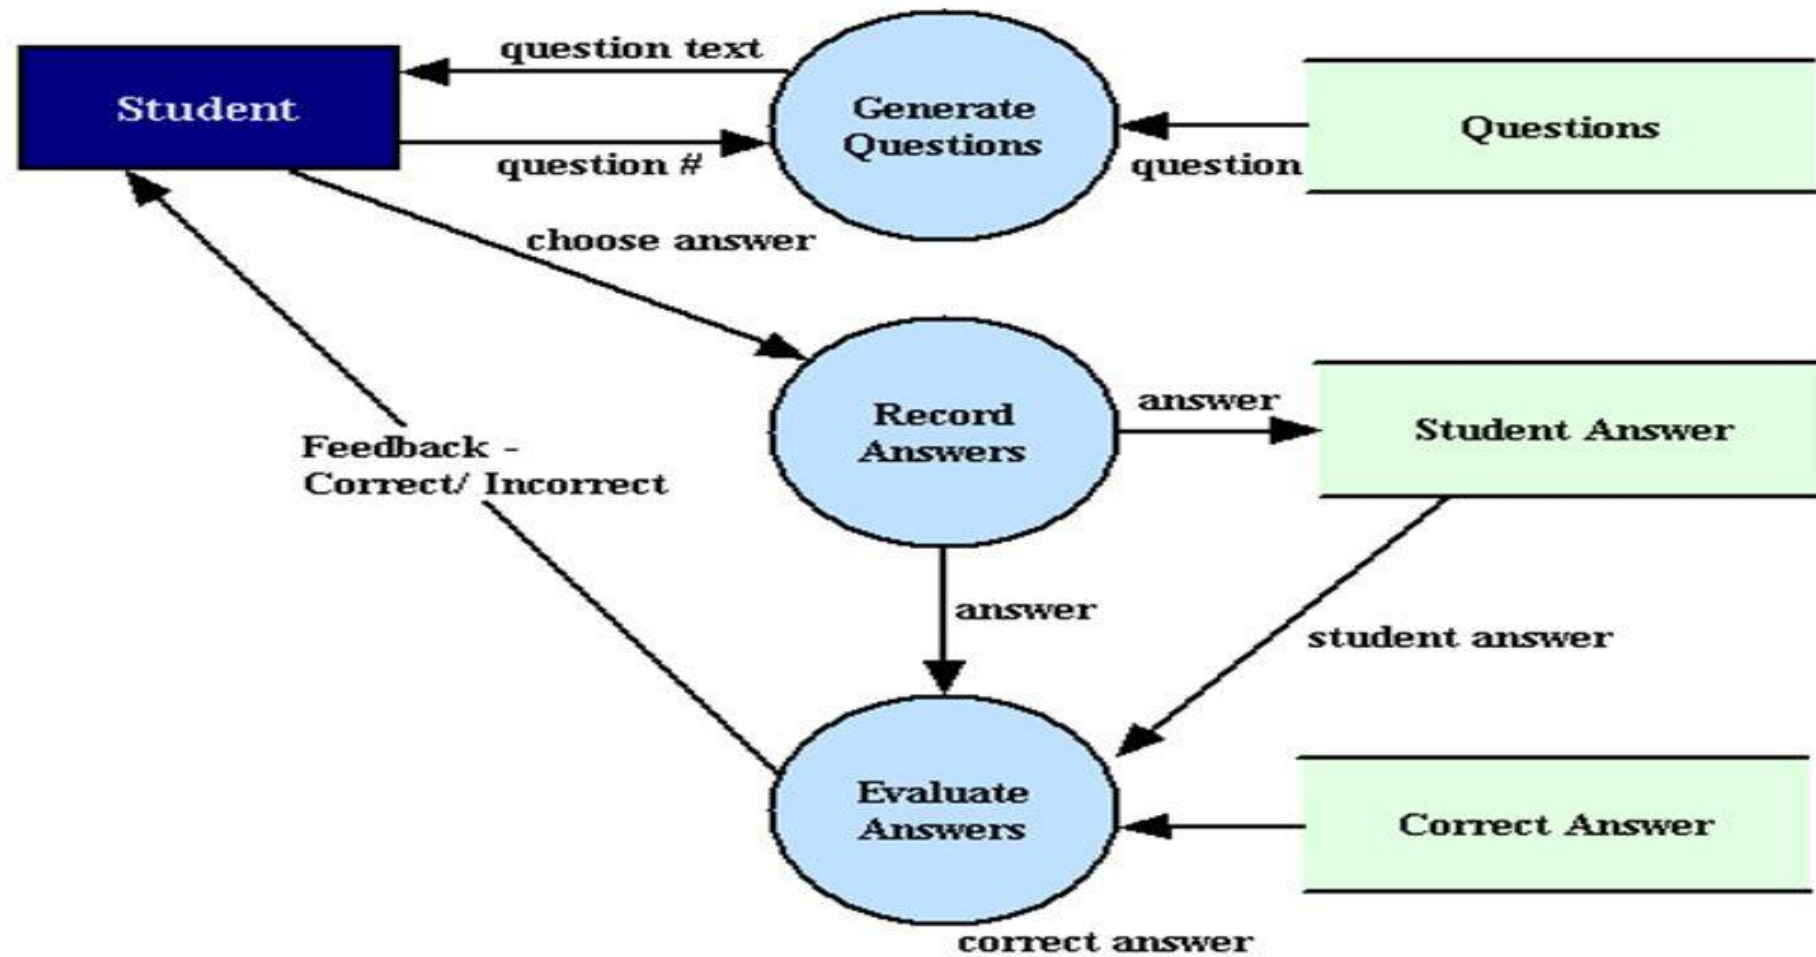 question text
Student
Generate
Questions
Questions
question #
question
choose answer
Record
Answers
answer
Student Answer
Feedback -
Correct/ Incorrect
answer
student answer
Evaluate
Answers
Correct Answer
correct answer